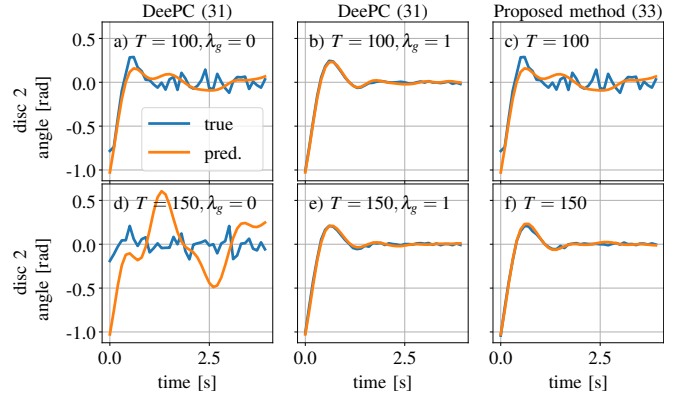 DeePC (31) DeePC (31) Proposed method (33)
a) T = 100, λg = 0 b) T = 100, λg = 1 c) T = 100
0.5
0.0
-0.5
-1.0
disc 2
angle [rad]
true
pred.
d) T = 150, λg = 0 e) T = 150, λg = 1 f) T = 150
0.5
0.0
-0.5
-1.0
disc 2
angle [rad]
0.0 2.5 0.0 2.5 0.0 2.5
time [s] time [s] time [s]